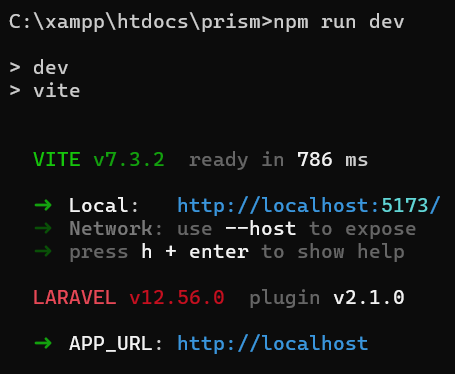 C:\xampp\htdocs\prism>npm run dev
> dev
> vite
VITE v7.3.2  ready in 786 ms
➜  Local:   http://localhost:5173/
➜  Network: use --host to expose
➜  press h + enter to show help
LARAVEL v12.56.0  plugin v2.1.0
➜  APP_URL: http://localhost